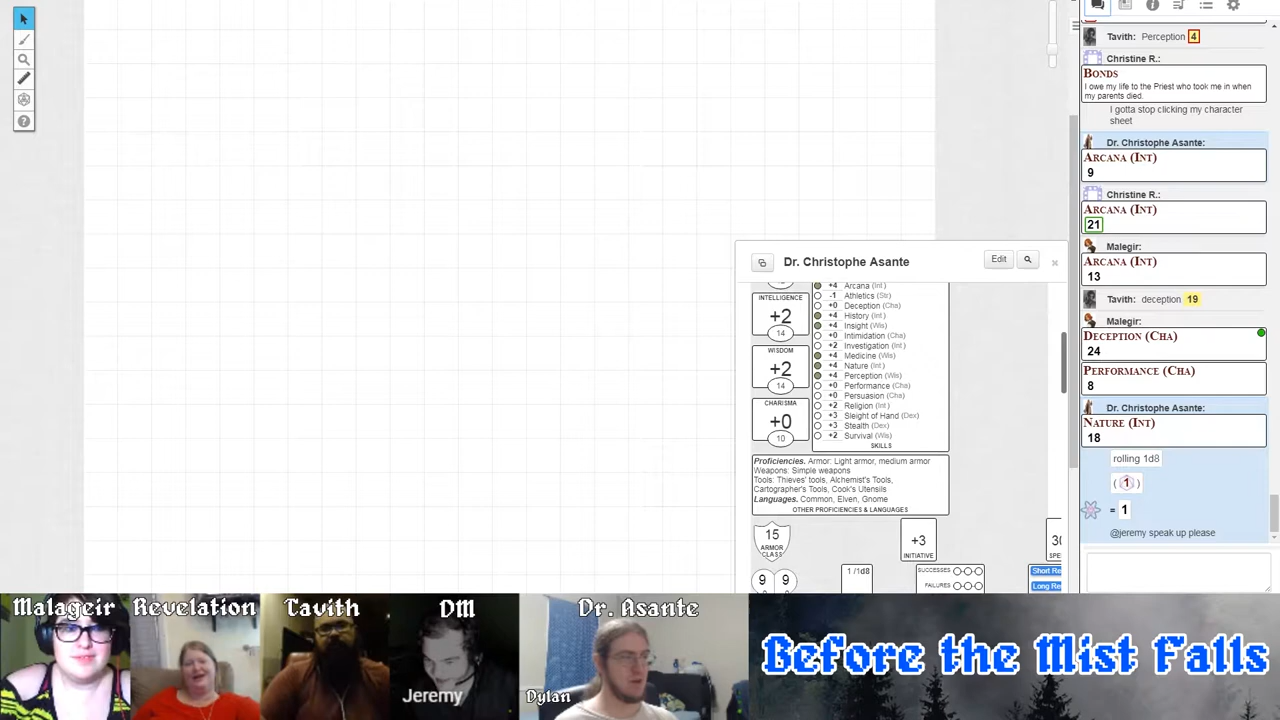 Dr. Christophe Asante
Edit
+4 Arcana (Int)
-1 Athletics (Str)
+0 Deception (Cha)
+4 History (Int)
+4 Insight (Wis)
+0 Intimidation (Cha)
+2 Investigation (Int)
+4 Medicine (Wis)
+4 Nature (Int)
+4 Perception (Wis)
+0 Performance (Cha)
+0 Persuasion (Cha)
+2 Religion (Int)
+3 Sleight of Hand (Dex)
+3 Stealth (Dex)
+2 Survival (Wis)
SKILLS
INTELLIGENCE
+2
14
WISDOM
+2
14
CHARISMA
+0
10
Proficiencies. Armor: Light armor, medium armor
Weapons: Simple weapons
Tools: Thieves' tools, Alchemist's Tools,
Cartographer's Tools, Cook's Utensils
Languages. Common, Elven, Gnome
OTHER PROFICIENCIES & LANGUAGES
15
ARMOR
CLASS
+3
INITIATIVE
30
SPE
9 9
1 /1d8
SUCCESSES
FAILURES
Short Re
Long Re
Tavith: Perception 4
Christine R.:
BONDS
I owe my life to the Priest who took me in when
my parents died.
I gotta stop clicking my character
sheet
Dr. Christophe Asante:
ARCANA (INT)
9
Christine R.:
ARCANA (INT)
21
Malegir:
ARCANA (INT)
13
Tavith: deception 19
Malegir:
DECEPTION (CHA)
24
PERFORMANCE (CHA)
8
Dr. Christophe Asante:
NATURE (INT)
18
rolling 1d8
(1)
= 1
@jeremy speak up please
Malageir
Revelation
Tavith
DM
Jeremy
Dr. Asante
Dylan
Before the Mist Falls